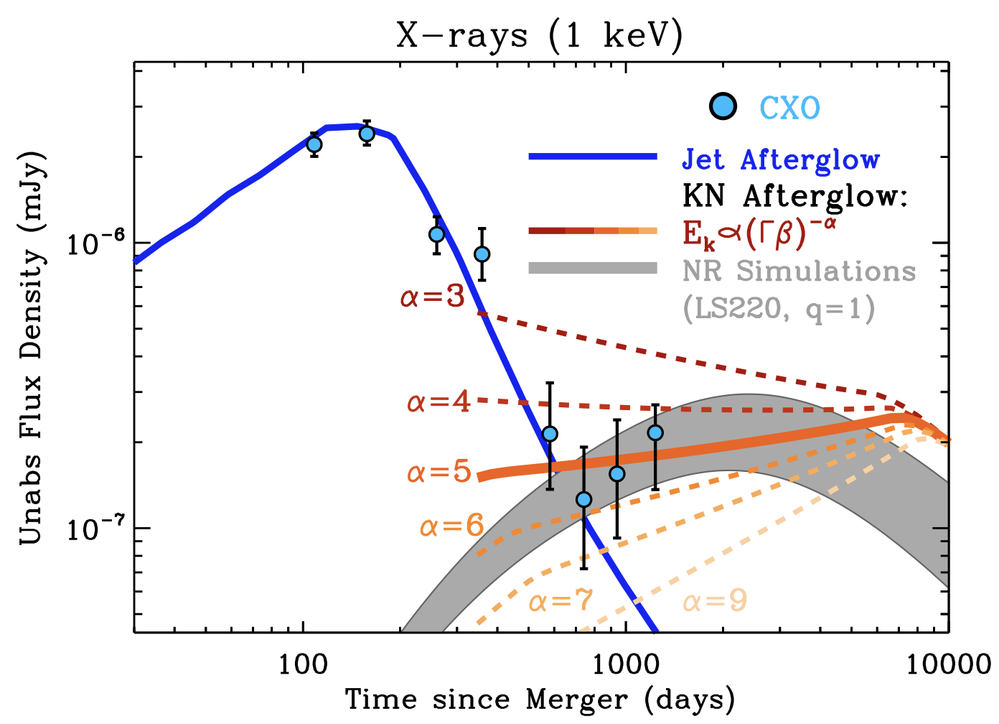 X-rays (1 keV)
CXO
Jet Afterglow
KN Afterglow:
E_k∝(Γβ)^−α
NR Simulations
(LS220, q=1)
Unabs Flux Density (mJy)
10^−6
10^−7
α=3
α=4
α=5
α=6
α=7
α=9
100
1000
10000
Time since Merger (days)